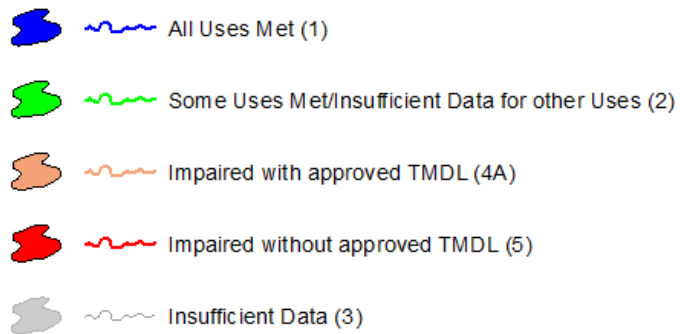 All Uses Met (1)
Some Uses Met/Insufficient Data for other Uses (2)
Impaired with approved TMDL (4A)
Impaired without approved TMDL (5)
Insufficient Data (3)